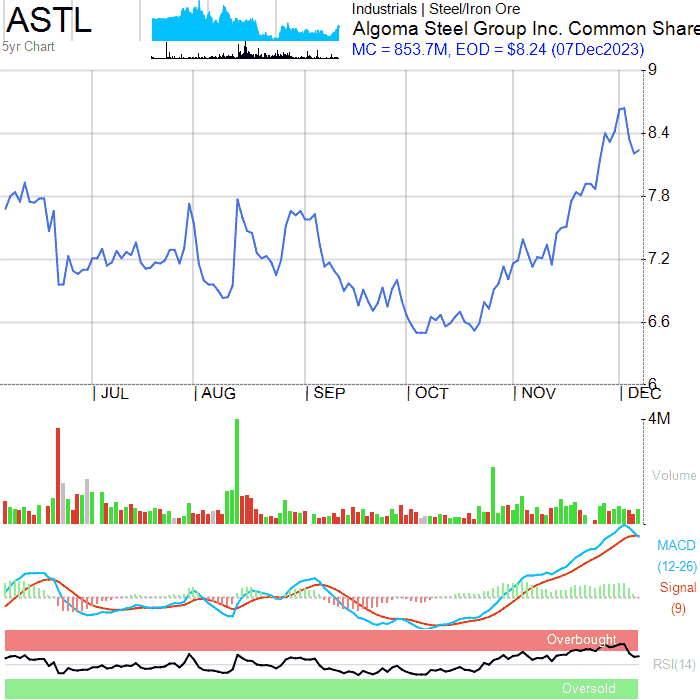 ASTL
5yr Chart
Industrials | Steel/Iron Ore
Algoma Steel Group Inc. Common Share
MC = 853.7M, EOD = $8.24 (07Dec2023)
9
8.4
7.8
7.2
6.6
6
JUL AUG SEP OCT NOV DEC
4M
Volume
MACD
(12-26)
Signal
(9)
Overbought
RSI(14)
Oversold